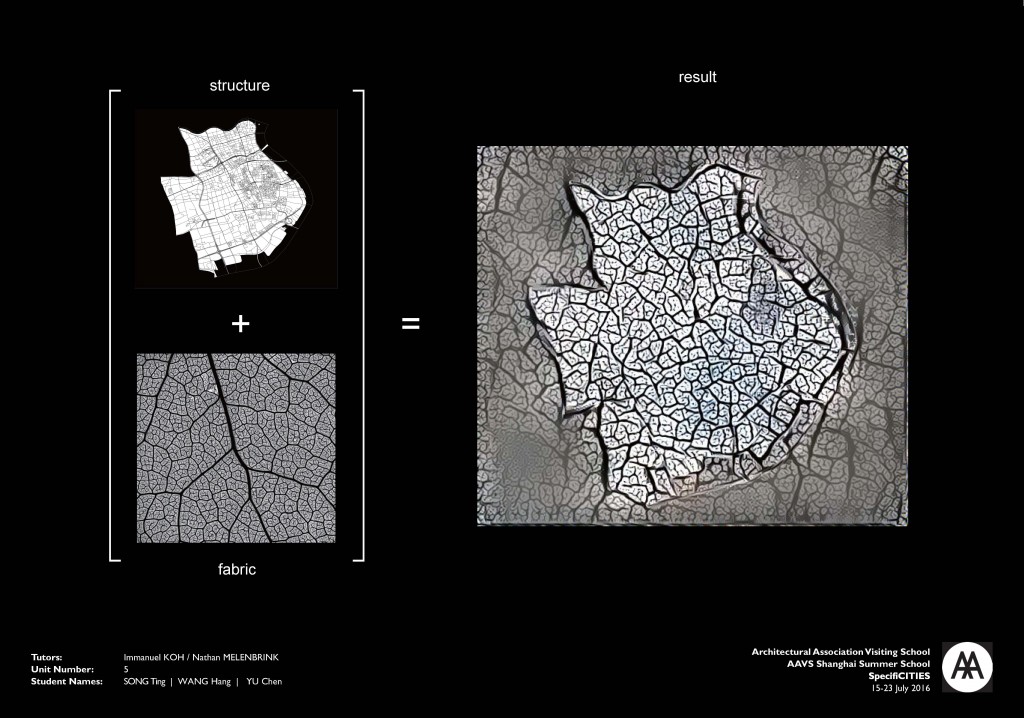 structure
result
+
=
fabric
Tutors: Immanuel KOH / Nathan MELENBRINK
Unit Number: 5
Student Names: SONG Ting | WANG Hang | YU Chen
Architectural Association Visiting School
AAVS Shanghai Summer School
SpecifiCITIES
15-23 July 2016
AA